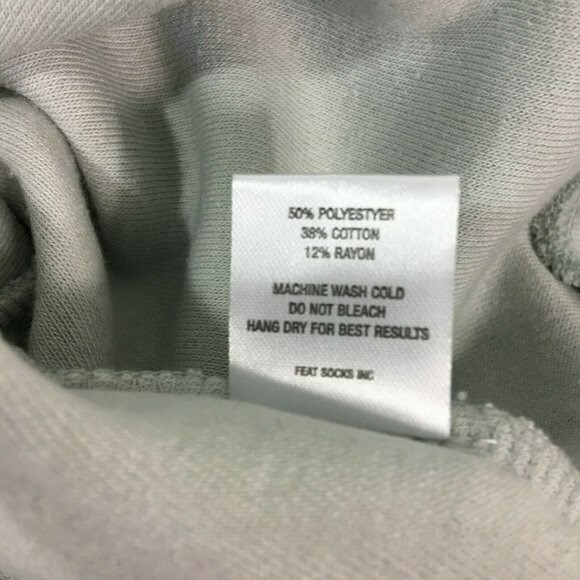 50% POLYESTYER
38% COTTON
12% RAYON
MACHINE WASH COLD
DO NOT BLEACH
HANG DRY FOR BEST RESULTS
FEAT SOCKS INC